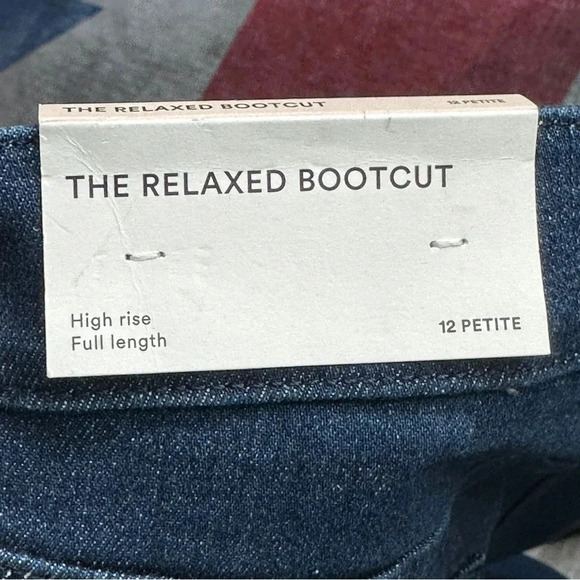 THE RELAXED BOOTCUT 12 PETITE
THE RELAXED BOOTCUT
High rise
Full length
12 PETITE